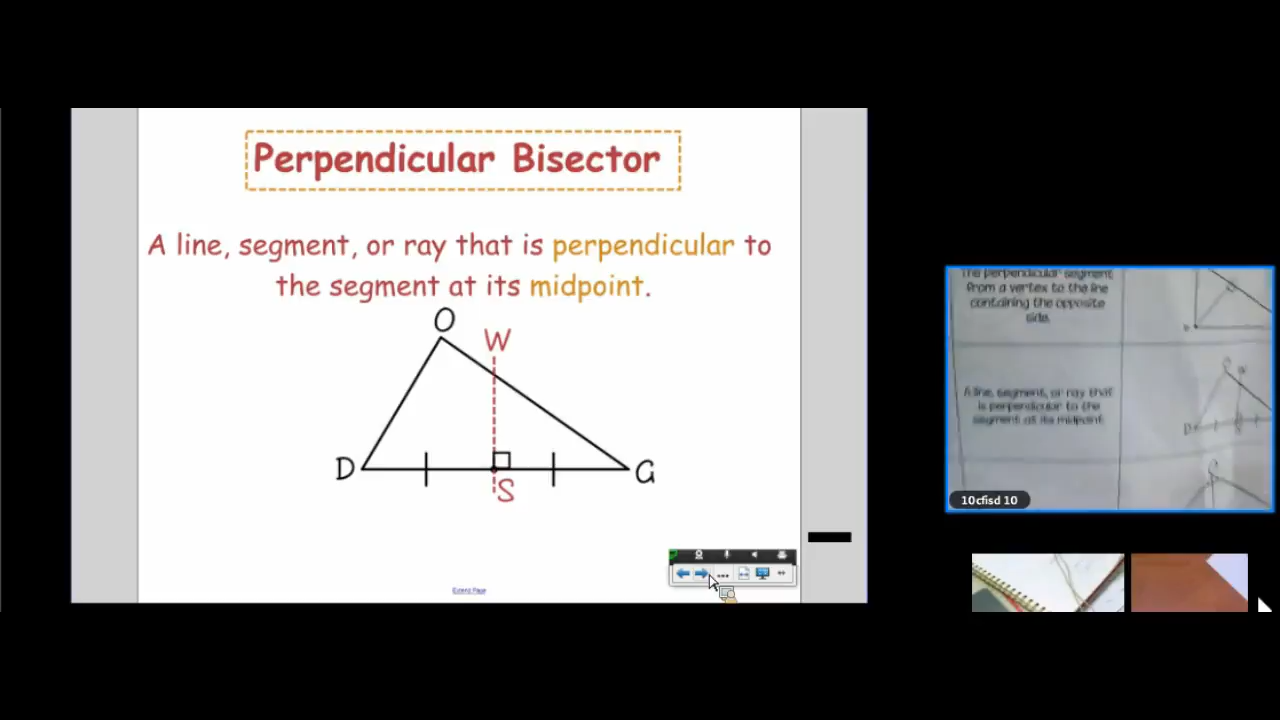 Perpendicular Bisector
A line, segment, or ray that is perpendicular to
the segment at its midpoint.
O
W
D
S
G
Extend Page
The perpendicular segment
from a vertex to the line
containing the opposite
side.
A line, segment, or ray that
is perpendicular to the
segment at its midpoint.
10cfisd 10